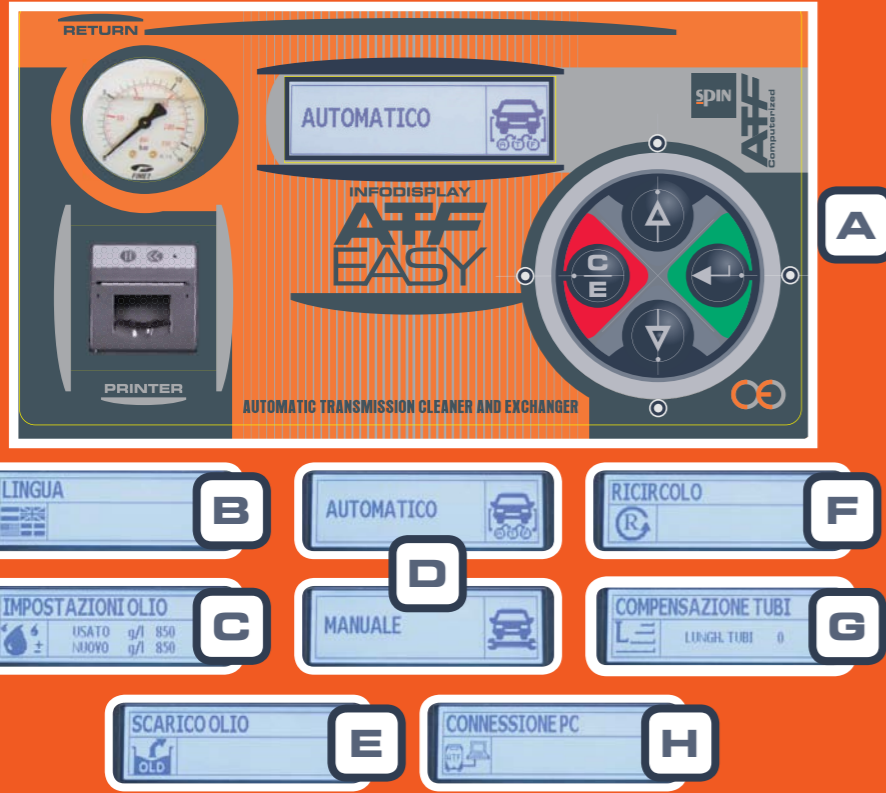 RETURN
AUTOMATICO
SPIN
ATF
Computerized
INFODISPLAY
ATF
EASY
C
E
PRINTER
AUTOMATIC TRANSMISSION CLEANER AND EXCHANGER
A
LINGUA
B
AUTOMATICO
D
MANUALE
RICIRCOLO
R
F
IMPOSTAZIONI OLIO
USATO g/l 850
NUOVO g/l 850
C
COMPENSAZIONE TUBI
L
LUNGH. TUBI 0
G
SCARICO OLIO
OLD
E
CONNESSIONE PC
ATF
H